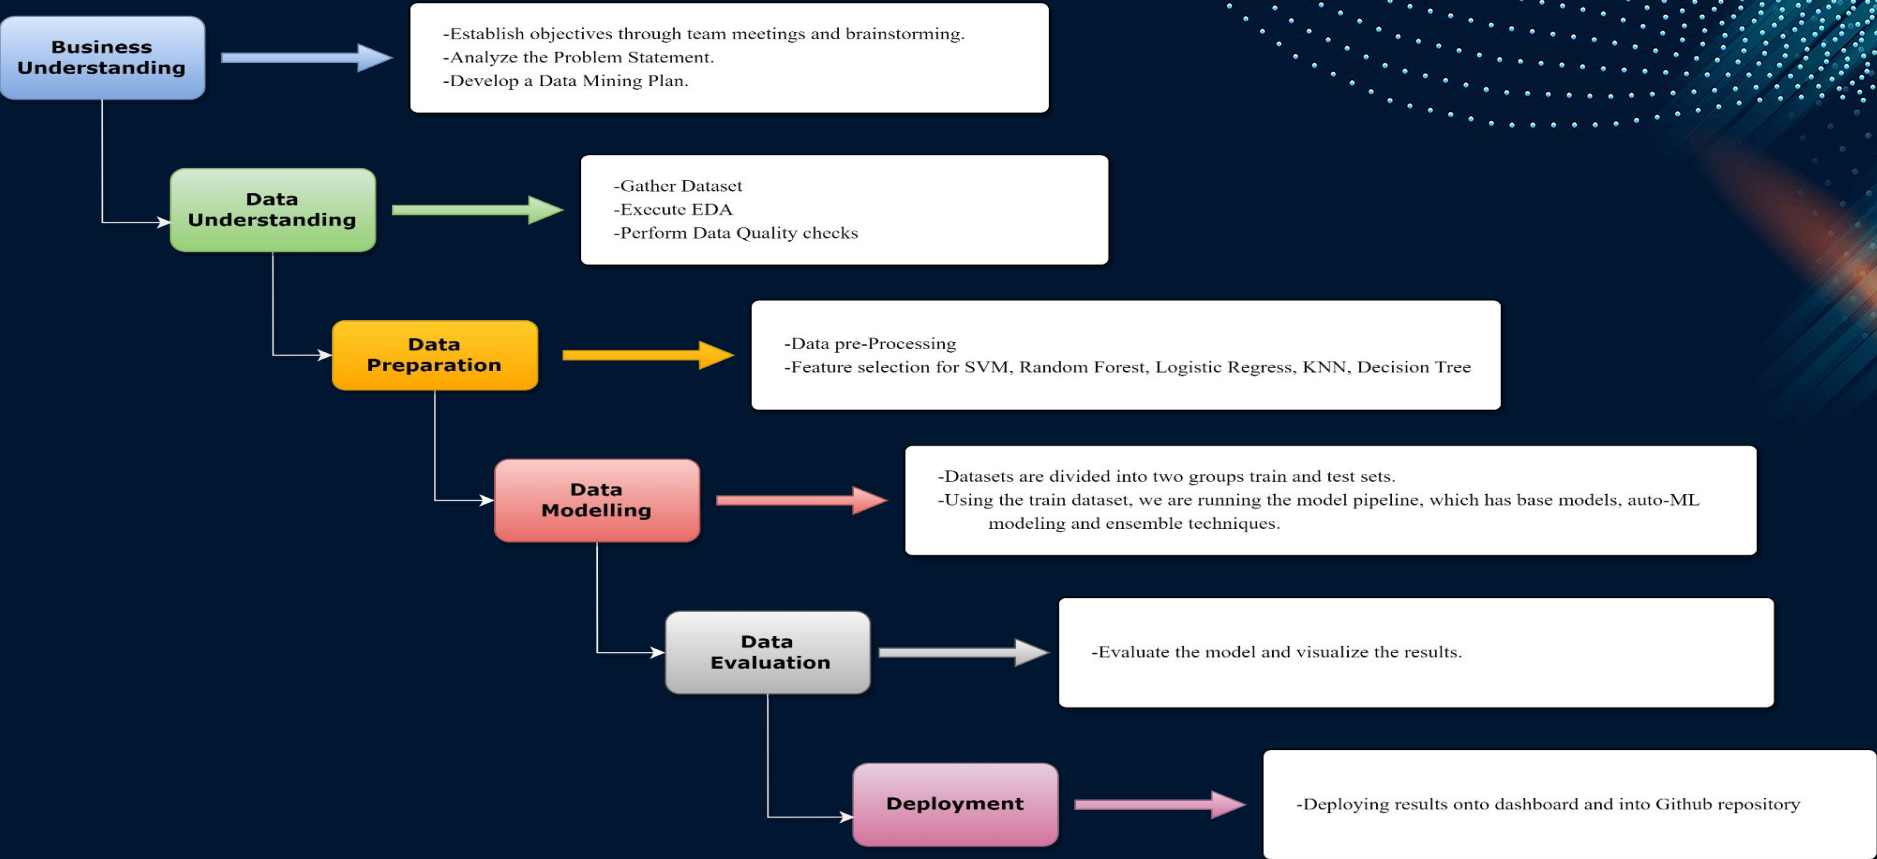 Business
Understanding
-Establish objectives through team meetings and brainstorming.
-Analyze the Problem Statement.
-Develop a Data Mining Plan.
Data
Understanding
-Gather Dataset
-Execute EDA
-Perform Data Quality checks
Data
Preparation
-Data pre-Processing
-Feature selection for SVM, Random Forest, Logistic Regress, KNN, Decision Tree
Data
Modelling
-Datasets are divided into two groups train and test sets.
-Using the train dataset, we are running the model pipeline, which has base models, auto-ML
modeling and ensemble techniques.
Data
Evaluation
-Evaluate the model and visualize the results.
Deployment
-Deploying results onto dashboard and into Github repository